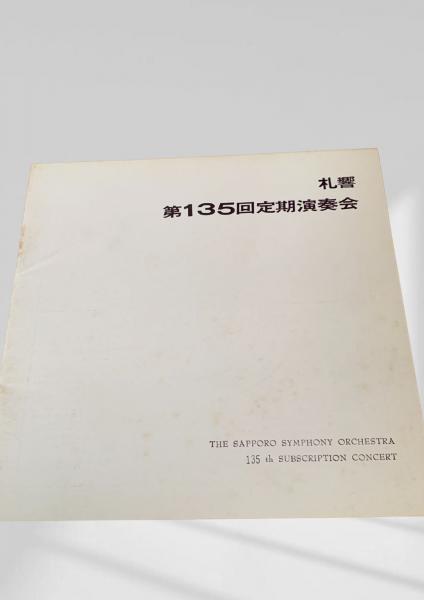 札響
第135回定期演奏会
THE SAPPORO SYMPHONY ORCHESTRA
135 th SUBSCRIPTION CONCERT